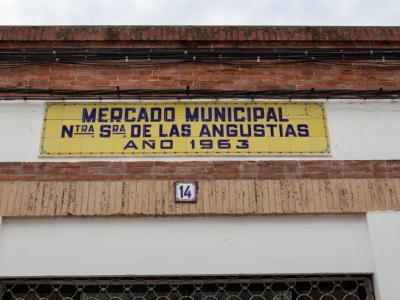 MERCADO MUNICIPAL
NTRA SRA DE LAS ANGUSTIAS
AÑO 1963
14